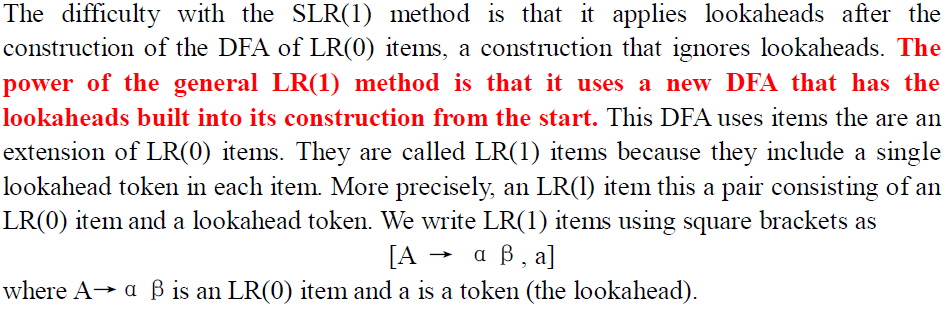 The difficulty with the SLR(1) method is that it applies lookaheads after the
construction of the DFA of LR(0) items, a construction that ignores lookaheads. The
power of the general LR(1) method is that it uses a new DFA that has the
lookaheads built into its construction from the start. This DFA uses items the are an
extension of LR(0) items. They are called LR(1) items because they include a single
lookahead token in each item. More precisely, an LR(l) item this a pair consisting of an
LR(0) item and a lookahead token. We write LR(1) items using square brackets as
[A → α β , a]
where A→ α β is an LR(0) item and a is a token (the lookahead).